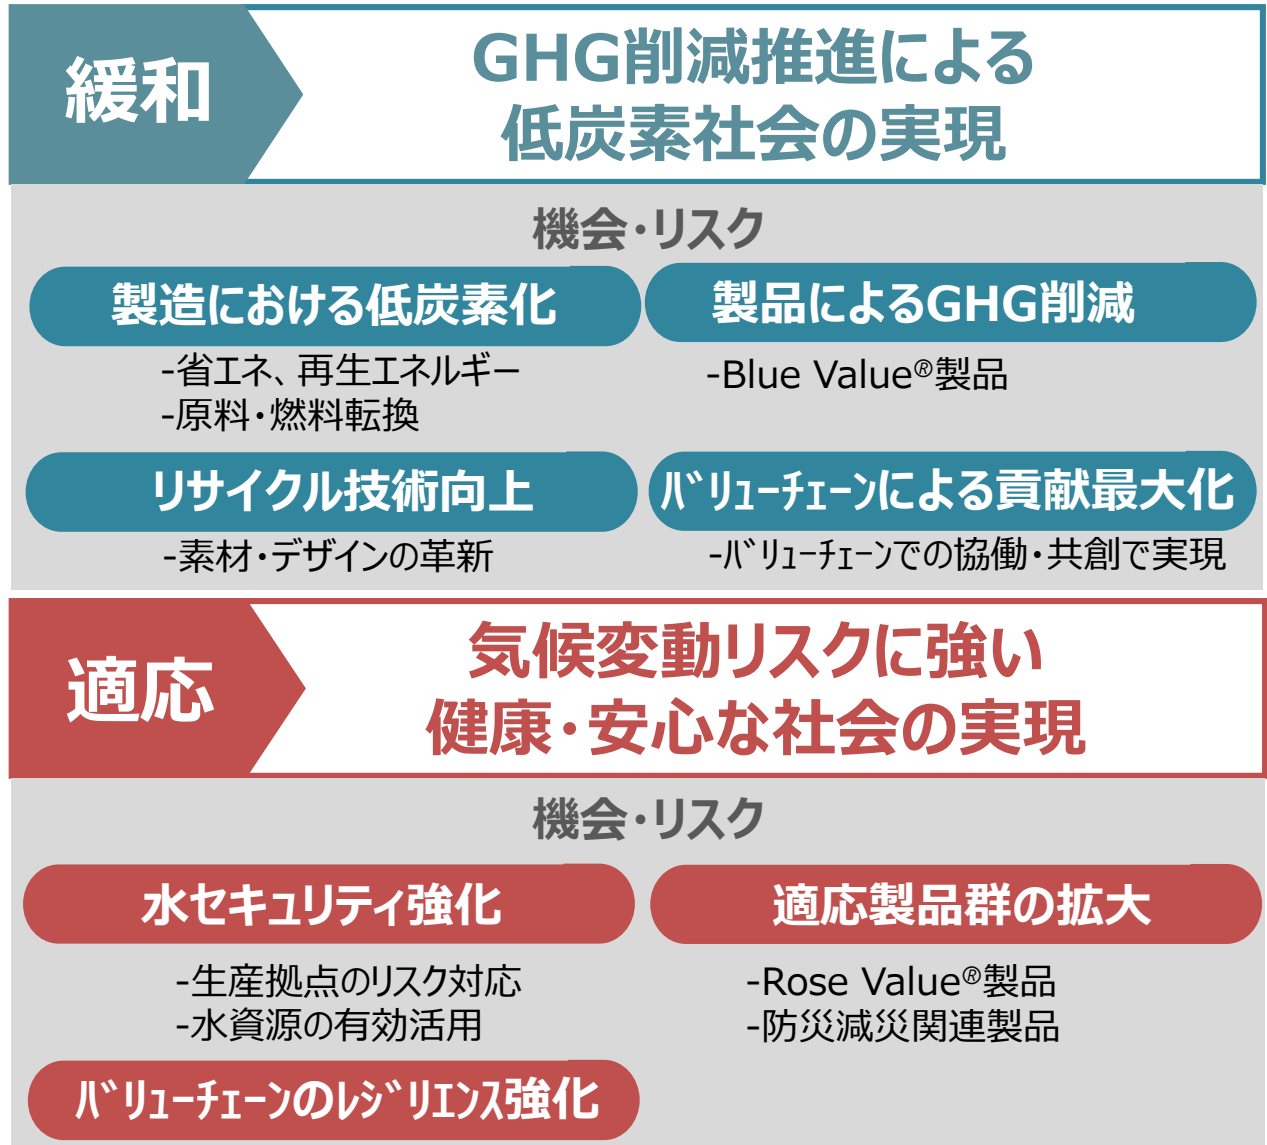 緩和
GHG削減推進による
低炭素社会の実現
機会・リスク
製造における低炭素化
-省エネ、再生エネルギー
-原料・燃料転換
製品によるGHG削減
-Blue Value®製品
リサイクル技術向上
-素材・デザインの革新
ﾊﾞﾘｭｰﾁｪｰﾝによる貢献最大化
-ﾊﾞﾘｭｰﾁｪｰﾝでの協働・共創で実現
適応
気候変動リスクに強い
健康・安心な社会の実現
機会・リスク
水セキュリティ強化
-生産拠点のリスク対応
-水資源の有効活用
適応製品群の拡大
-Rose Value®製品
-防災減災関連製品
ﾊﾞﾘｭｰﾁｪｰﾝのﾚｼﾞﾘｴﾝｽ強化